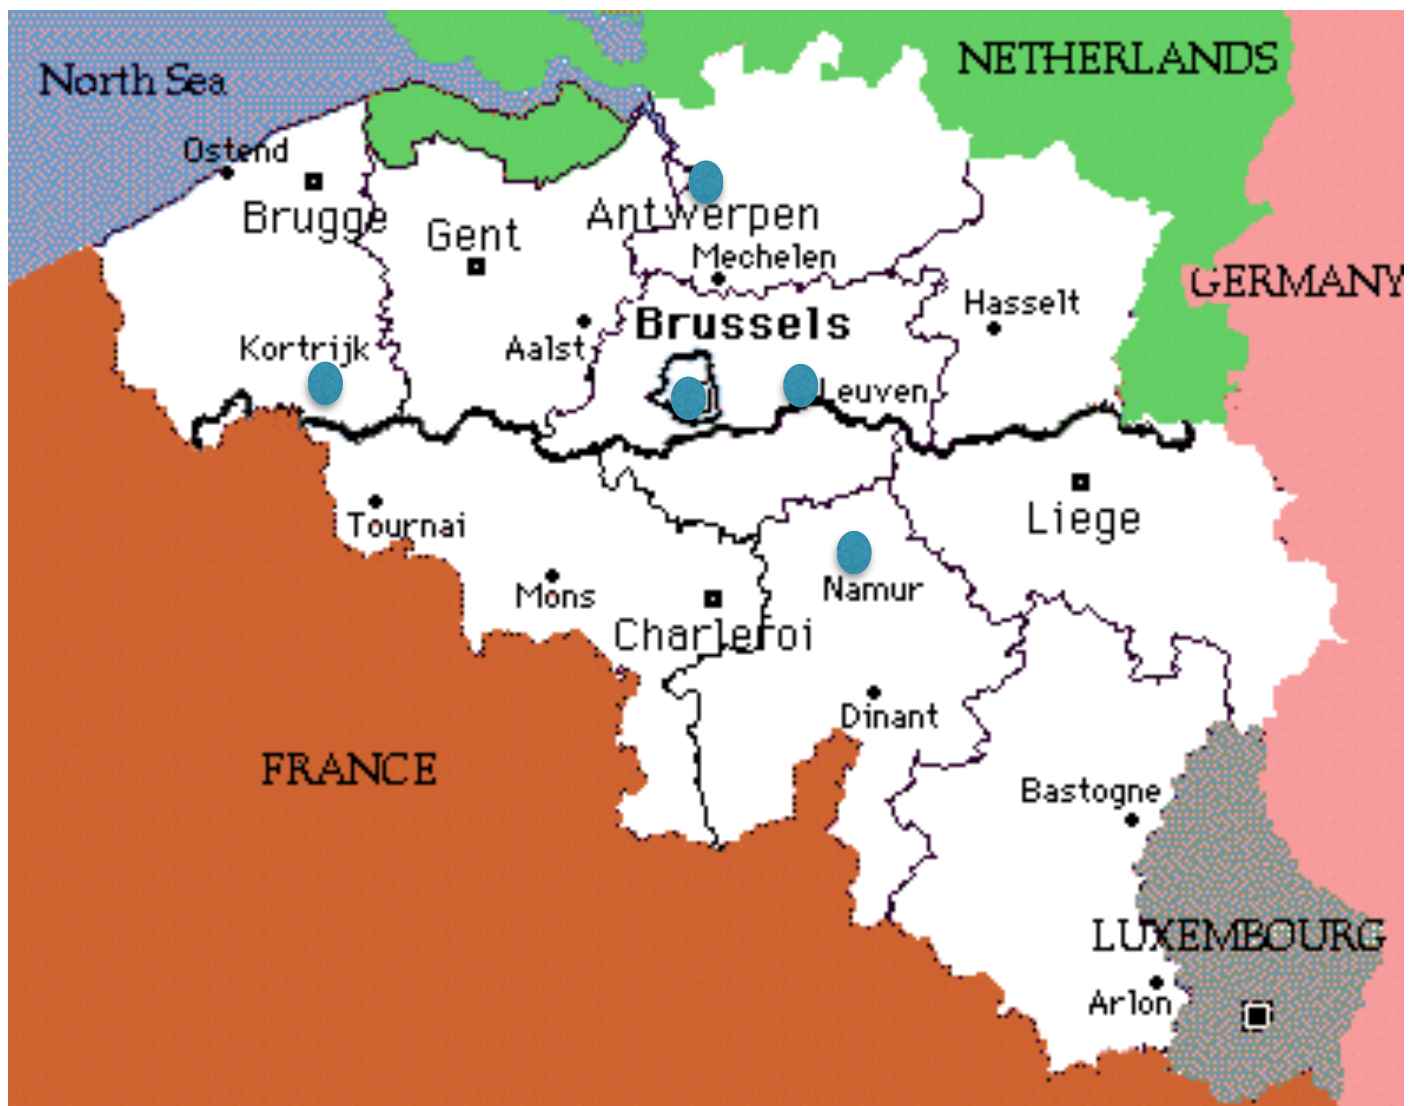 NETHERLANDS
North Sea
Ostend
Brugge
Antwerpen
Gent
Mechelen
GERMANY
Hasselt
Brussels
Kortrijk
Aalst
Leuven
Liege
Tournai
Namur
Mons
Charleroi
Dinant
FRANCE
Bastogne
LUXEMBOURG
Arlon